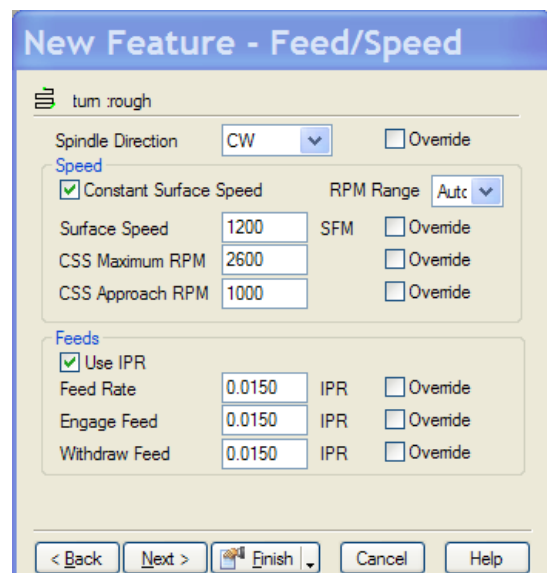 New Feature - Feed/Speed
turn :rough
Spindle Direction CW Override
Speed
Constant Surface Speed RPM Range Autc
Surface Speed 1200 SFM Override
CSS Maximum RPM 2600 Override
CSS Approach RPM 1000 Override
Feeds
Use IPR
Feed Rate 0.0150 IPR Override
Engage Feed 0.0150 IPR Override
Withdraw Feed 0.0150 IPR Override
< Back Next > Finish Cancel Help